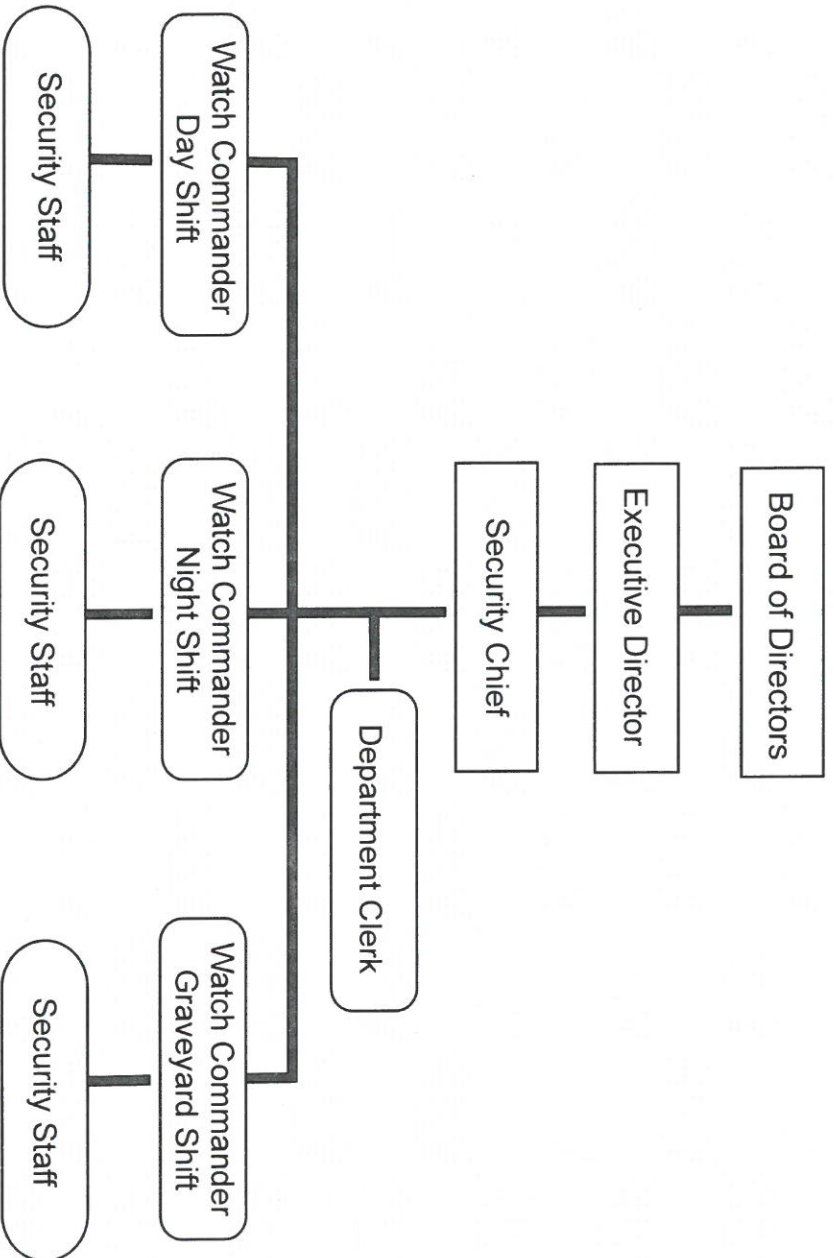 Board of Directors
Executive Director
Security Chief
Department Clerk
Watch Commander
Day Shift
Watch Commander
Night Shift
Watch Commander
Graveyard Shift
Security Staff
Security Staff
Security Staff